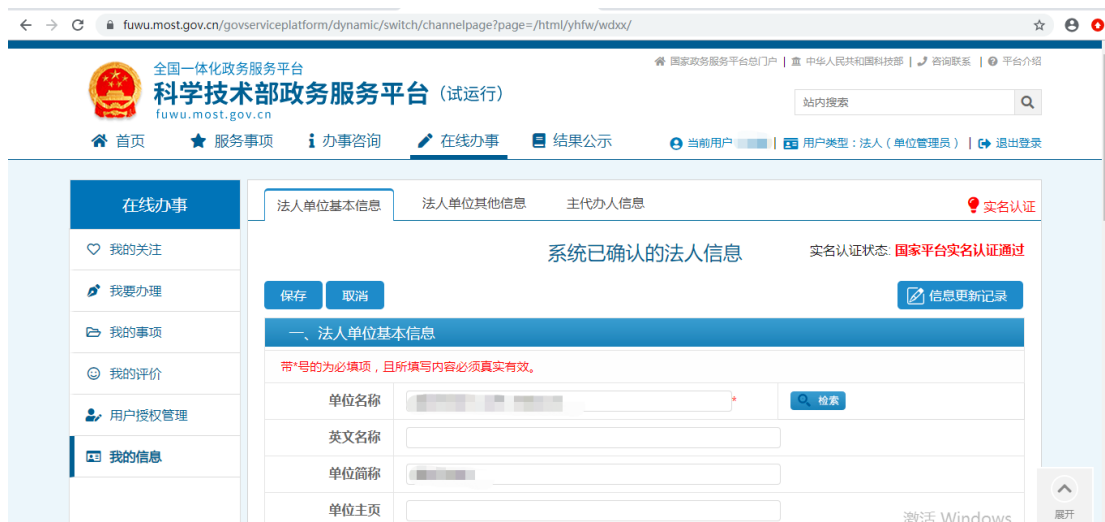 fuwu.most.gov.cn/govserviceplatform/dynamic/switch/channelpage?page=/html/yhfw/wdxx/
国家政务服务平台总门户 | 中华人民共和国科技部 | 咨询联系 | 平台介绍
全国一体化政务服务平台
科学技术部政务服务平台（试运行）
fuwu.most.gov.cn
站内搜索
首页 服务事项 办事咨询 在线办事 结果公示 当前用户 | 用户类型：法人（单位管理员） | 退出登录
在线办事
法人单位基本信息 法人单位其他信息 主代办人信息 实名认证
我的关注
我要办理
我的事项
我的评价
用户授权管理
我的信息
系统已确认的法人信息 实名认证状态: 国家平台实名认证通过
保存 取消 信息更新记录
一、法人单位基本信息
带*号的为必填项，且所填写内容必须真实有效。
单位名称 * 检索
英文名称
单位简称
单位主页
激活 Windows
展开